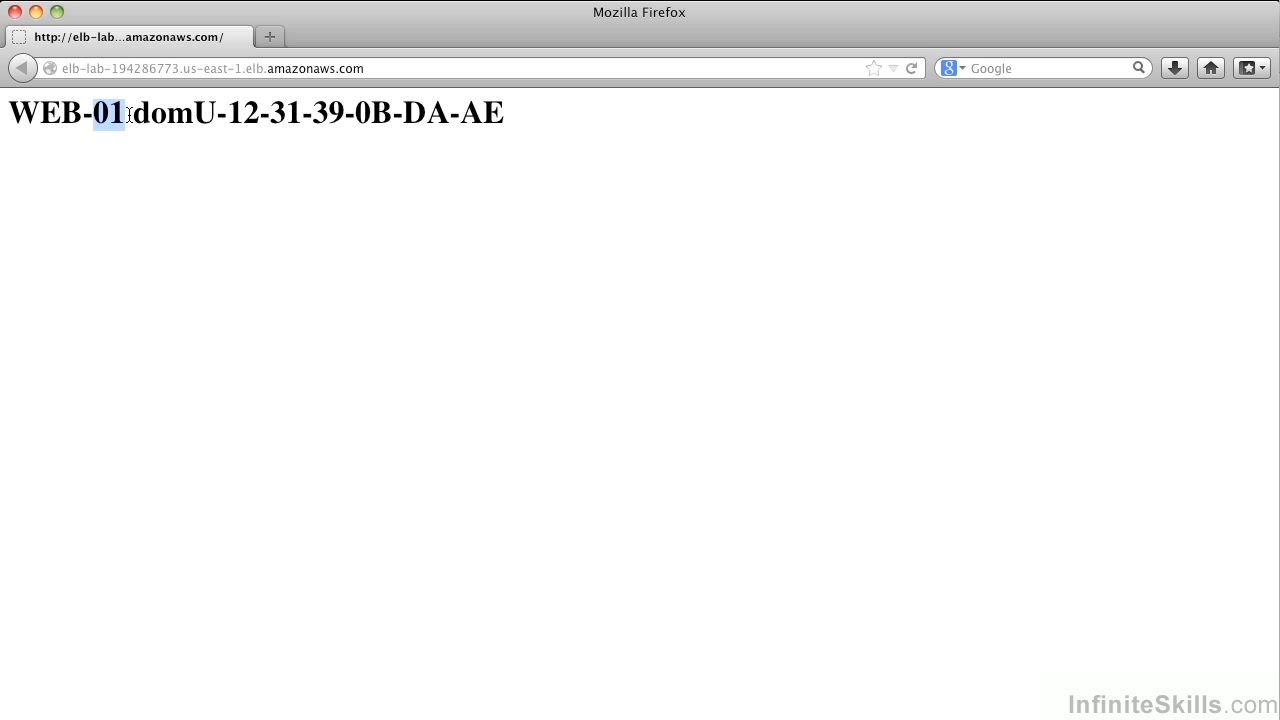 Mozilla Firefox
http://elb-lab...amazonaws.com/
elb-lab-194286773.us-east-1.elb.amazonaws.com
Google
WEB-01 domU-12-31-39-0B-DA-AE
InfiniteSkills.com